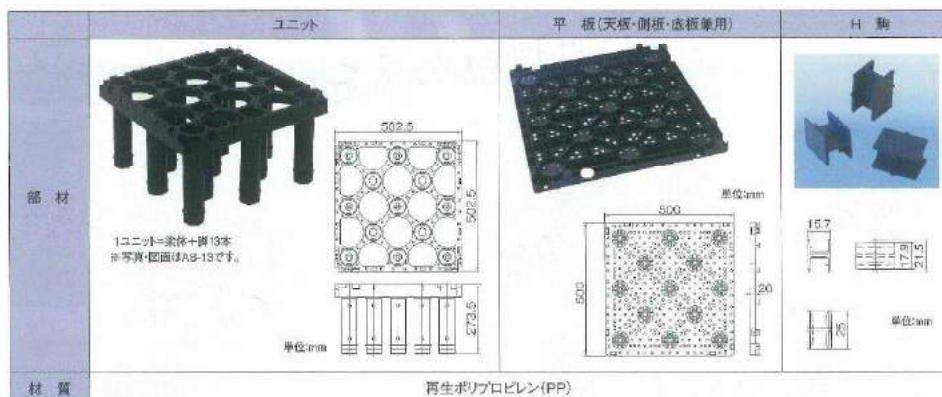 ユニット
平 板(天板・側板・底板兼用)
H 駒
部 材
502.5
502.5
273.5
1ユニット=梁体+脚13本
※写真・図面はAB-13です。
単位:mm
単位:mm
500
500
20
15.7
17.9
21.5
25
単位:mm
材 質
再生ポリプロピレン(PP)